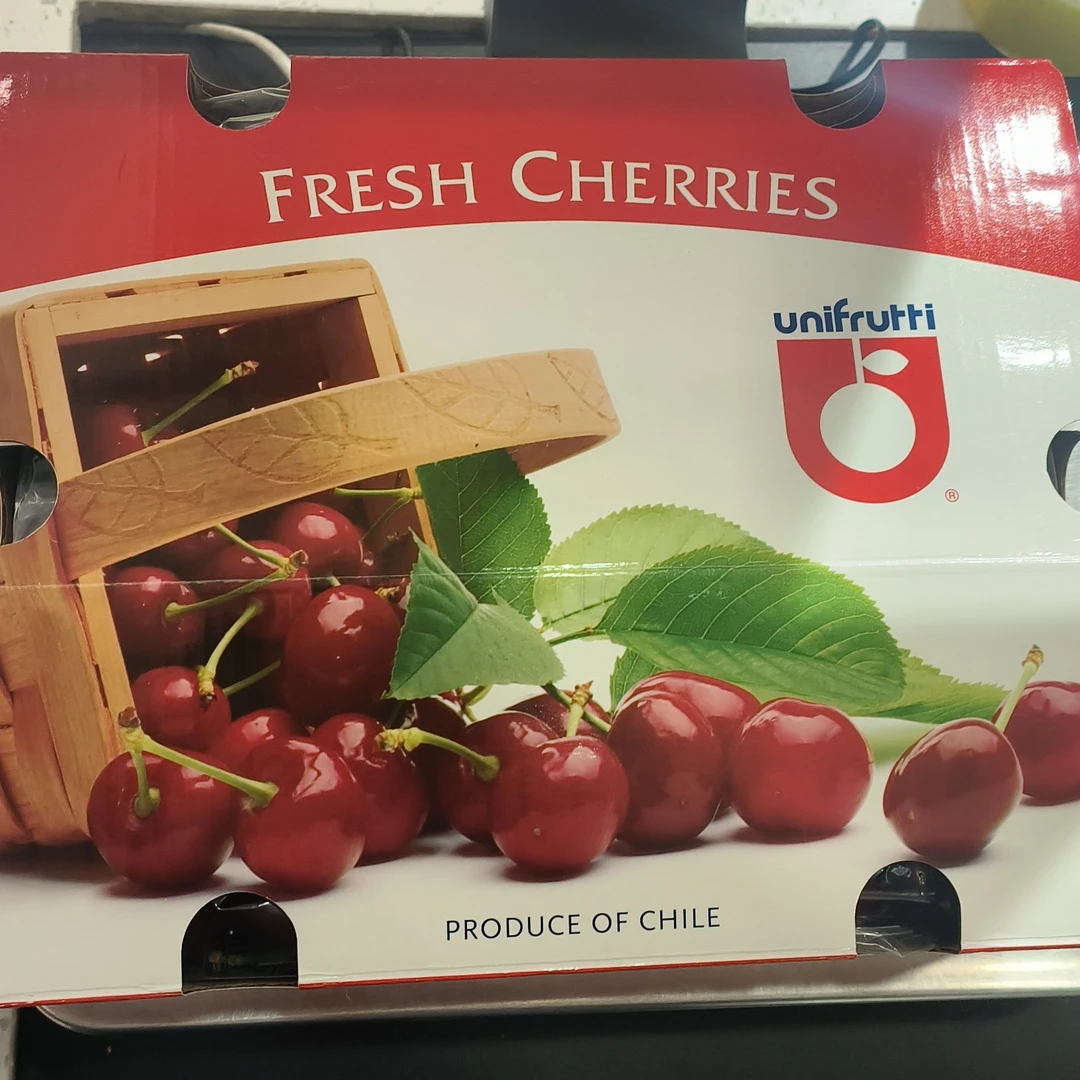 FRESH CHERRIES
unifrutti
®
PRODUCE OF CHILE